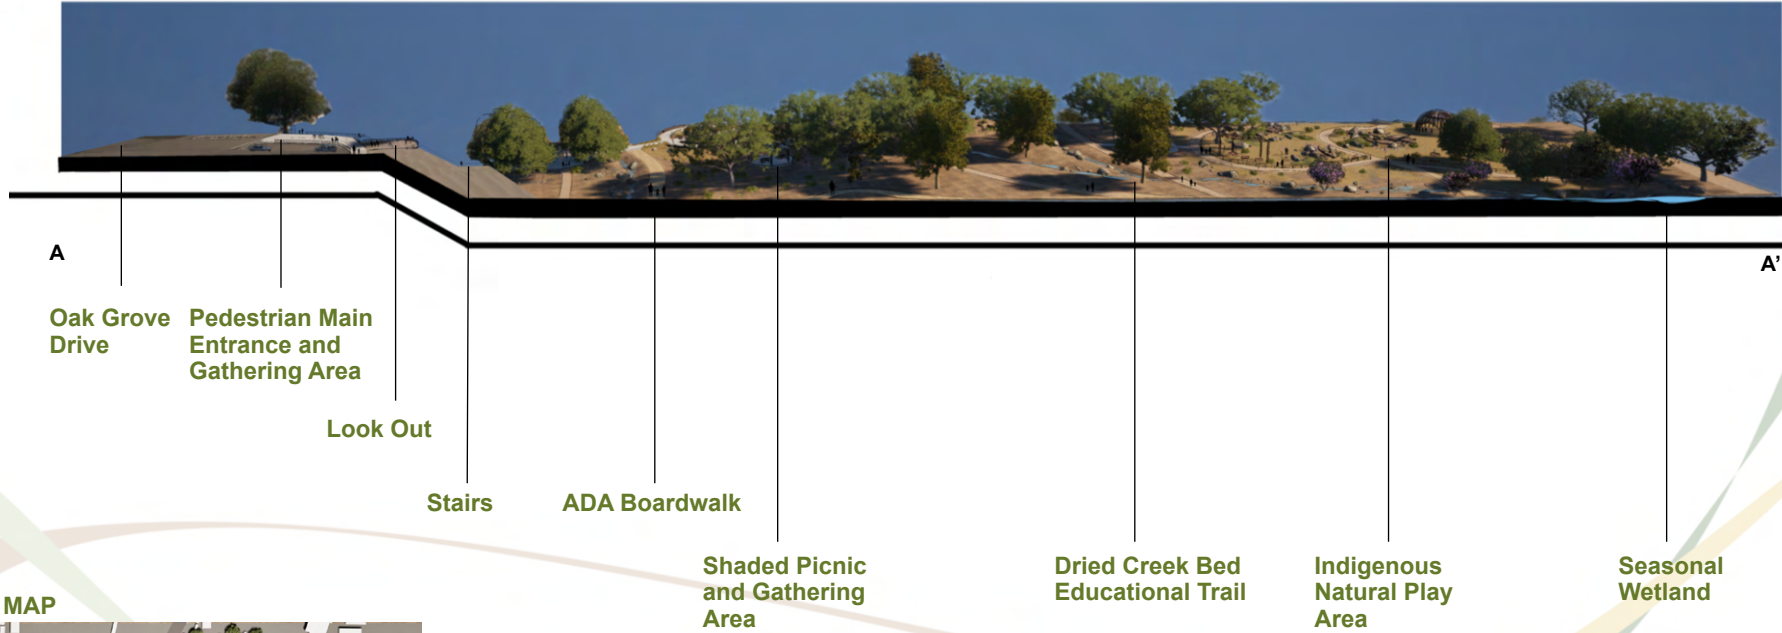 A
A'
Oak Grove
Drive
Pedestrian Main
Entrance and
Gathering Area
Look Out
Stairs
ADA Boardwalk
Shaded Picnic
and Gathering
Area
Dried Creek Bed
Educational Trail
Indigenous
Natural Play
Area
Seasonal
Wetland
MAP